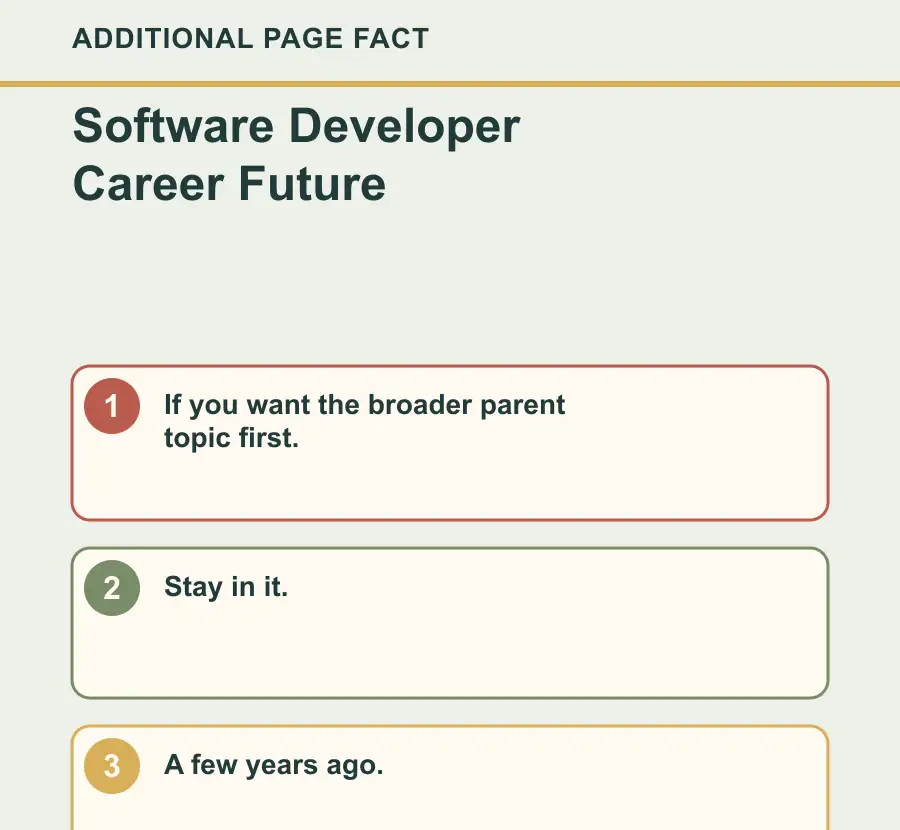 ADDITIONAL PAGE FACT
Software Developer
Career Future
1
If you want the broader parent
topic first.
2
Stay in it.
3
A few years ago.